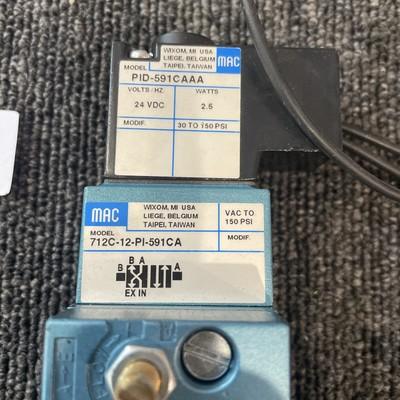 WIXOM, MI USA
LIEGE, BELGIUM
TAIPEI, TAIWAN
MAC
MODEL
PID-591CAAA
VOLTS/HZ.
WATTS
24 VDC
2.5
MODIF.
30 TO 150 PSI
MAC
WIXOM, MI USA
LIEGE, BELGIUM
TAIPEI, TAIWAN
VAC TO
150 PSI
MODEL
712C-12-PI-591CA
MODIF.
B A
B A
EX IN